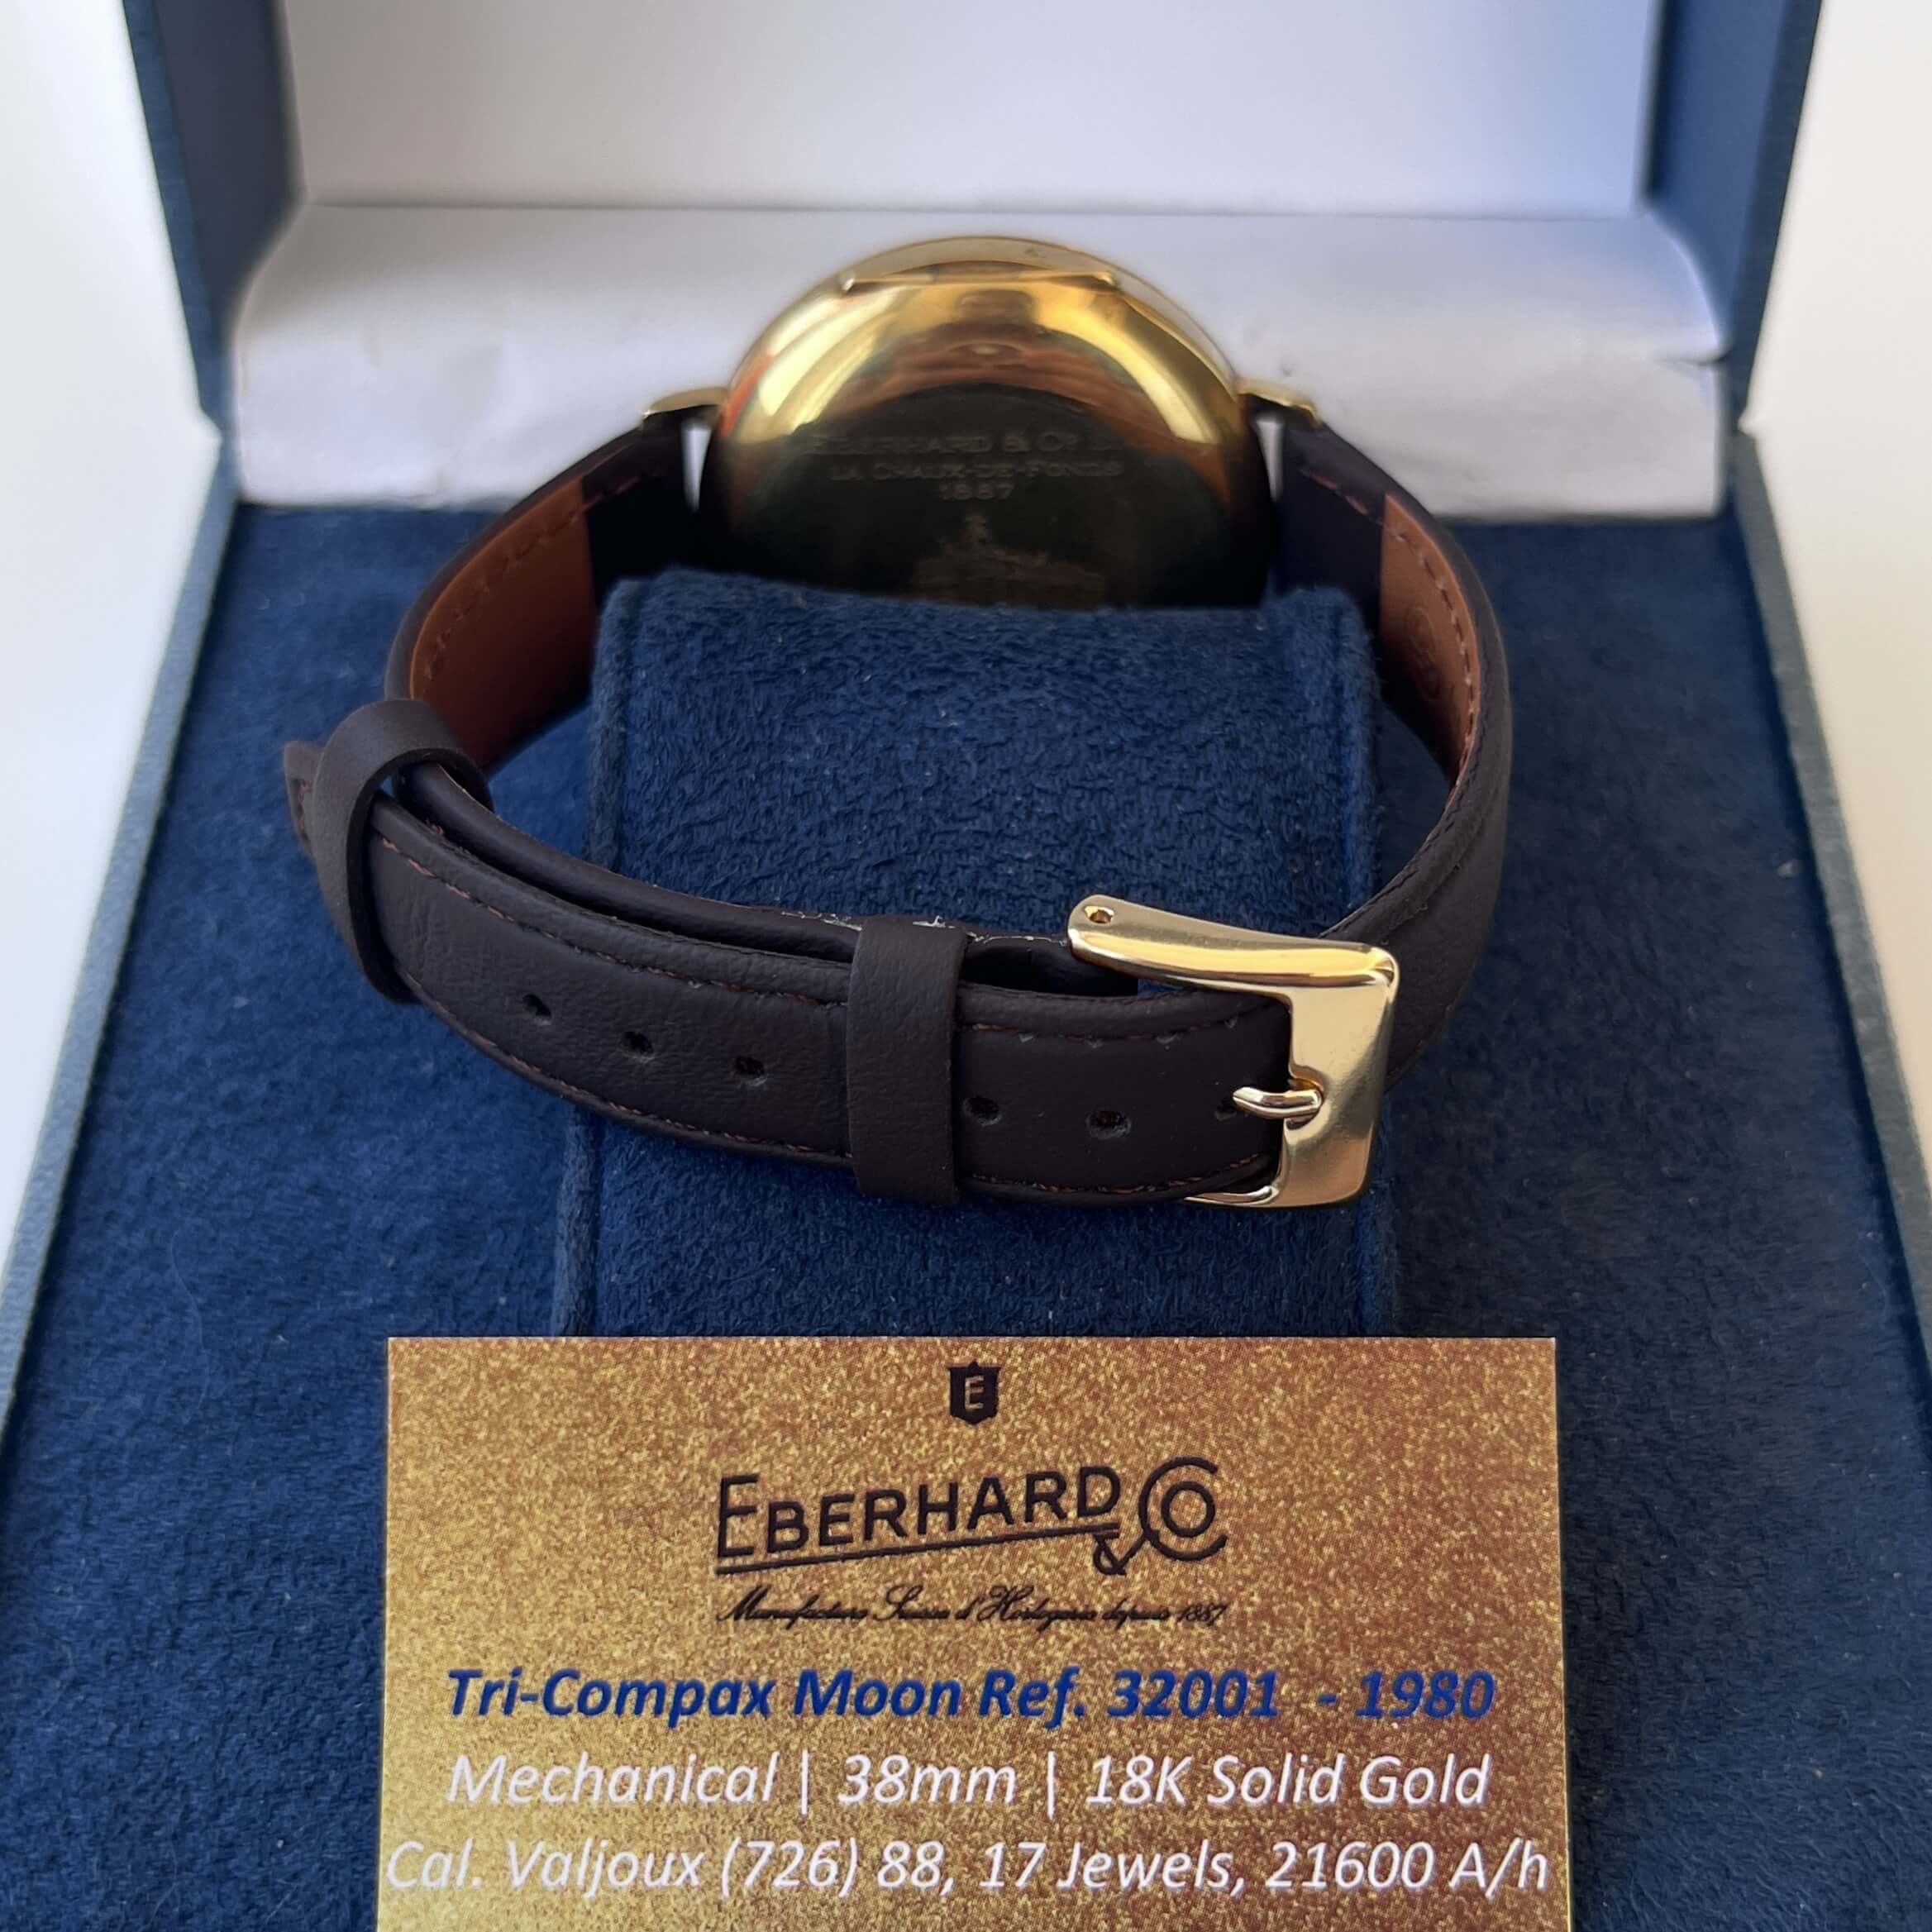 EBERHARD & Co
LA CHAUX-DE-FONDS
1887
E
EBERHARD & CO
Manufacture Suisse d'Horlogerie depuis 1887
Tri-Compax Moon Ref. 32001 - 1980
Mechanical | 38mm | 18K Solid Gold
Cal. Valjoux (726) 88, 17 Jewels, 21600 A/h